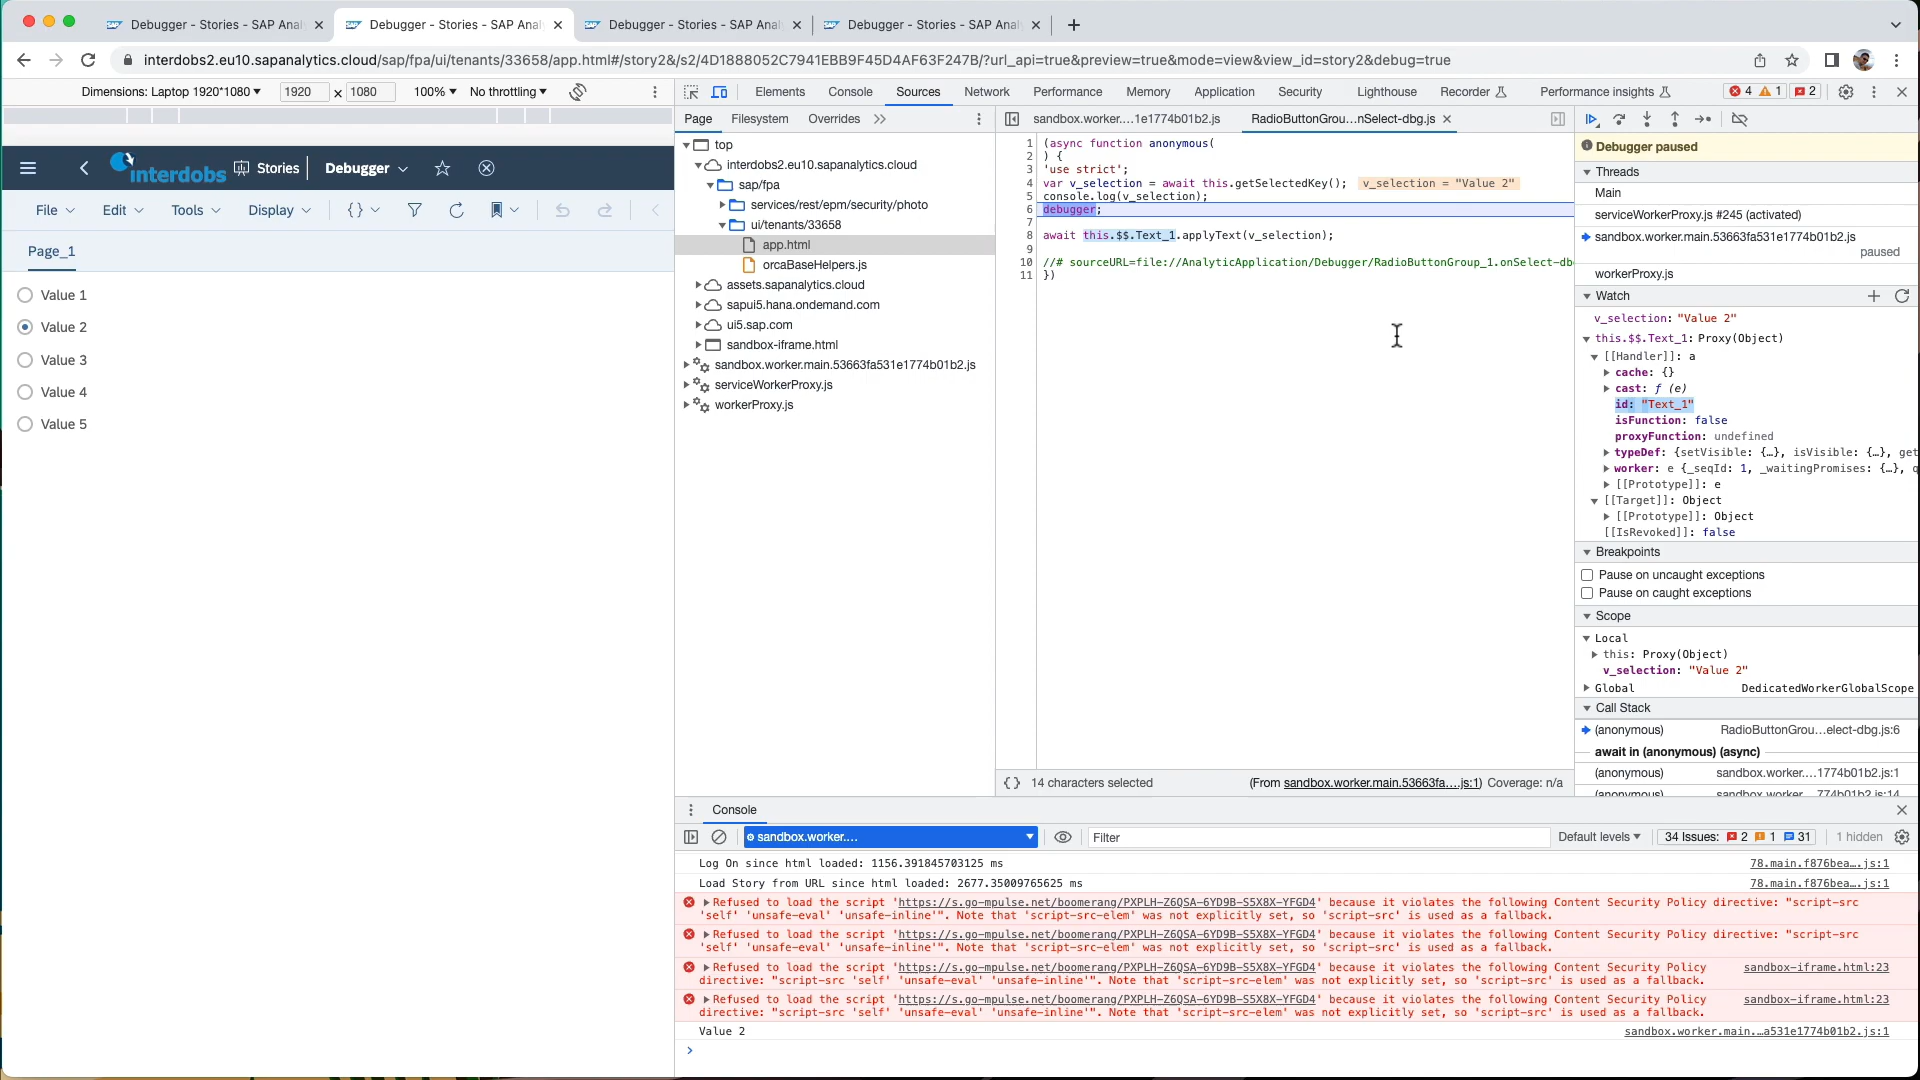 Debugger - Stories - SAP Anal
Debugger - Stories - SAP Anal
Debugger - Stories - SAP Anal
Debugger - Stories - SAP Anal
interdobs2.eu10.sapanalytics.cloud/sap/fpa/ui/tenants/33658/app.html#/story2&/s2/4D1888052C7941EBB9F45D4AF63F247B/?url_api=true&preview=true&mode=view&view_id=story2&debug=true
Dimensions: Laptop 1920*1080 ▾ 1920 x 1080 100% ▾ No throttling ▾
Elements Console Sources Network Performance Memory Application Security Lighthouse Recorder Performance insights 4 1 2
Page Filesystem Overrides
sandbox.worker....1e1774b01b2.js RadioButtonGrou...nSelect-dbg.js
interdobs Stories Debugger
File Edit Tools Display {}
Page_1
Value 1
Value 2
Value 3
Value 4
Value 5
top
interdobs2.eu10.sapanalytics.cloud
sap/fpa
services/rest/epm/security/photo
ui/tenants/33658
app.html
orcaBaseHelpers.js
assets.sapanalytics.cloud
sapui5.hana.ondemand.com
ui5.sap.com
sandbox-iframe.html
sandbox.worker.main.53663fa531e1774b01b2.js
serviceWorkerProxy.js
workerProxy.js
1 (async function anonymous(
2 ) {
3 'use strict';
4 var v_selection = await this.getSelectedKey(); v_selection = "Value 2"
5 console.log(v_selection);
6 debugger;
7
8 await this.$$.Text_1.applyText(v_selection);
9
10 //# sourceURL=file://AnalyticApplication/Debugger/RadioButtonGroup_1.onSelect-db
11 })
{} 14 characters selected (From sandbox.worker.main.53663fa....js:1) Coverage: n/a
Debugger paused
Threads
Main
serviceWorkerProxy.js #245 (activated)
sandbox.worker.main.53663fa531e1774b01b2.js
paused
workerProxy.js
Watch
v_selection: "Value 2"
this.$$.Text_1: Proxy(Object)
[[Handler]]: a
cache: {}
cast: ƒ (e)
id: "Text_1"
isFunction: false
proxyFunction: undefined
typeDef: {setVisible: {…}, isVisible: {…}, get
worker: e {_seqId: 1, _waitingPromises: {…}, q
[[Prototype]]: e
[[Target]]: Object
[[Prototype]]: Object
[[IsRevoked]]: false
Breakpoints
Pause on uncaught exceptions
Pause on caught exceptions
Scope
Local
this: Proxy(Object)
v_selection: "Value 2"
Global DedicatedWorkerGlobalScope
Call Stack
(anonymous) RadioButtonGrou...elect-dbg.js:6
await in (anonymous) (async)
(anonymous) sandbox.worker....1774b01b2.js:1
(anonymous) sandbox.worker....774b01b2.js:14
Console
sandbox.worker.... Filter Default levels ▾ 34 Issues: 2 1 31 1 hidden
Log On since html loaded: 1156.391845703125 ms 78.main.f876bea….js:1
Load Story from URL since html loaded: 2677.35009765625 ms 78.main.f876bea….js:1
Refused to load the script 'https://s.go-mpulse.net/boomerang/PXPLH-Z6QSA-6YD9B-S5X8X-YFGD4' because it violates the following Content Security Policy directive: "script-src
'self' 'unsafe-eval' 'unsafe-inline'". Note that 'script-src-elem' was not explicitly set, so 'script-src' is used as a fallback.
Refused to load the script 'https://s.go-mpulse.net/boomerang/PXPLH-Z6QSA-6YD9B-S5X8X-YFGD4' because it violates the following Content Security Policy directive: "script-src
'self' 'unsafe-eval' 'unsafe-inline'". Note that 'script-src-elem' was not explicitly set, so 'script-src' is used as a fallback.
Refused to load the script 'https://s.go-mpulse.net/boomerang/PXPLH-Z6QSA-6YD9B-S5X8X-YFGD4' because it violates the following Content Security Policy sandbox-iframe.html:23
directive: "script-src 'self' 'unsafe-eval' 'unsafe-inline'". Note that 'script-src-elem' was not explicitly set, so 'script-src' is used as a fallback.
Refused to load the script 'https://s.go-mpulse.net/boomerang/PXPLH-Z6QSA-6YD9B-S5X8X-YFGD4' because it violates the following Content Security Policy sandbox-iframe.html:23
directive: "script-src 'self' 'unsafe-eval' 'unsafe-inline'". Note that 'script-src-elem' was not explicitly set, so 'script-src' is used as a fallback.
Value 2 sandbox.worker.main.…a531e1774b01b2.js:1